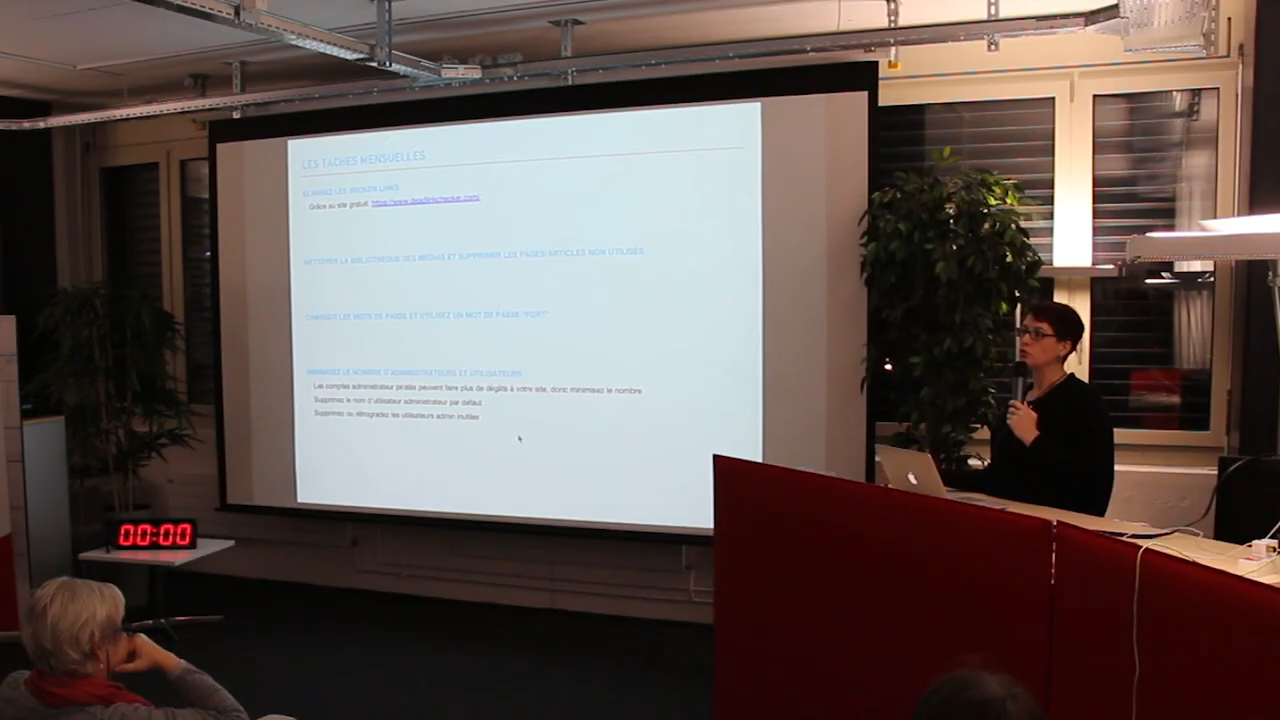 LES TACHES MENSUELLES
ELIMINEZ LES BROKER LINKS
Grâce au site gratuit: https://www.deadlinkchecker.com/
NETTOYER LA BIBLIOTHEQUE DES MEDIAS ET SUPPRIMER LES PAGES/ARTICLES NON UTILISES
CHANGER LES MOTS DE PASSE ET UTILISEZ UN MOT DE PASSE "FORT"
MINIMISEZ LE NOMBRE D'ADMINISTRATEURS ET UTILISATEURS
Les comptes administrateur piratés peuvent faire plus de dégâts à votre site, donc minimisez le nombre
Supprimez le nom d'utilisateur administrateur par défaut
Supprimez ou rétrogradez les utilisateurs admin inutiles
00:00